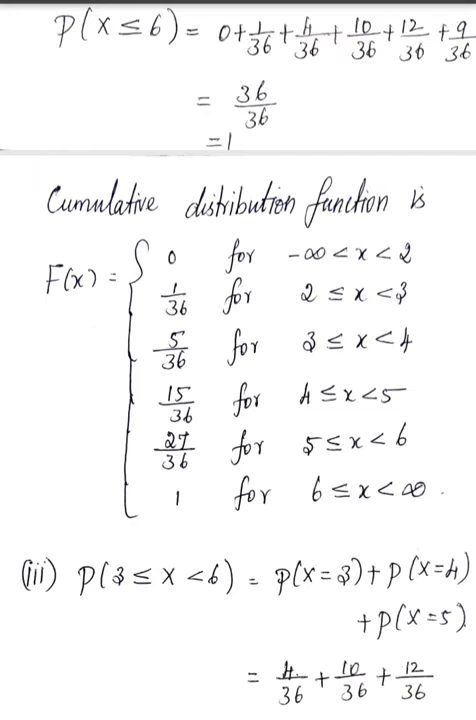 P(X ≤ 6) = 0 + 1/36 + 4/36 + 10/36 + 12/36 + 9/36
= 36/36
= 1
Cumulative distribution function is
F(x) = { 0 for -∞ < x < 2
1/36 for 2 ≤ x < 3
5/36 for 3 ≤ x < 4
15/36 for 4 ≤ x < 5
27/36 for 5 ≤ x < 6
1 for 6 ≤ x < ∞ .
(iii) P(3 ≤ X < 6) = P(X = 3) + P(X = 4)
+ P(X = 5)
= 4/36 + 10/36 + 12/36